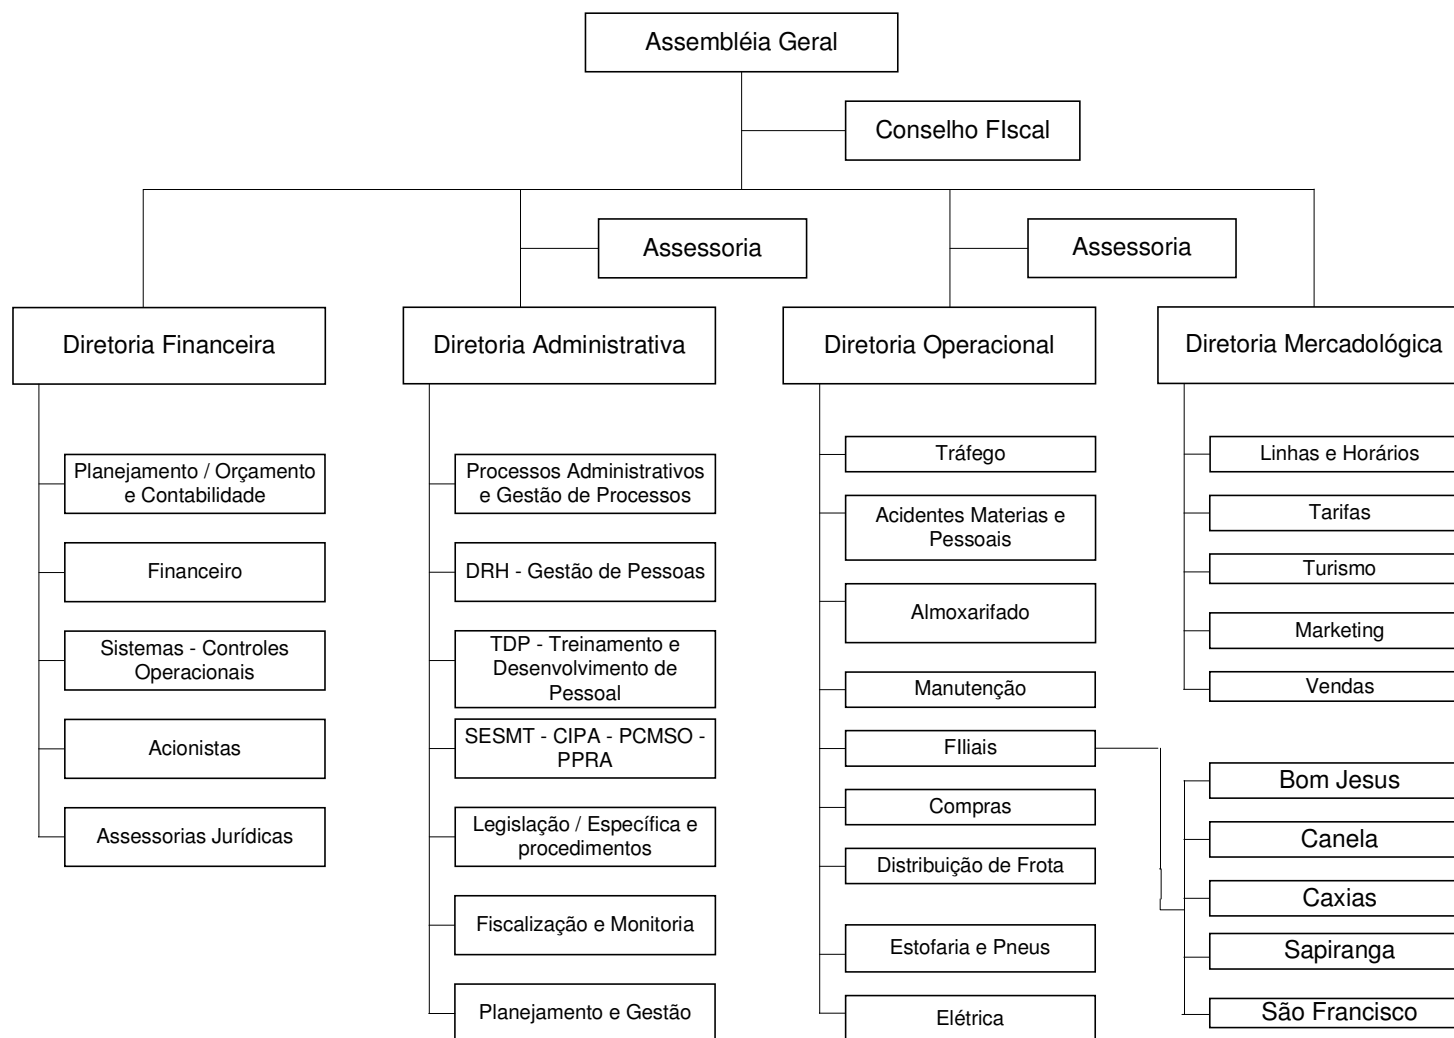 Assembléia Geral
Conselho FIscal
Assessoria
Assessoria
Diretoria Financeira
Diretoria Administrativa
Diretoria Operacional
Diretoria Mercadológica
Planejamento / Orçamento
e Contabilidade
Financeiro
Sistemas - Controles
Operacionais
Acionistas
Assessorias Jurídicas
Processos Administrativos
e Gestão de Processos
DRH - Gestão de Pessoas
TDP - Treinamento e
Desenvolvimento de
Pessoal
SESMT - CIPA - PCMSO -
PPRA
Legislação / Específica e
procedimentos
Fiscalização e Monitoria
Planejamento e Gestão
Tráfego
Acidentes Materias e
Pessoais
Almoxarifado
Manutenção
FIliais
Compras
Distribuição de Frota
Estofaria e Pneus
Elétrica
Linhas e Horários
Tarifas
Turismo
Marketing
Vendas
Bom Jesus
Canela
Caxias
Sapiranga
São Francisco